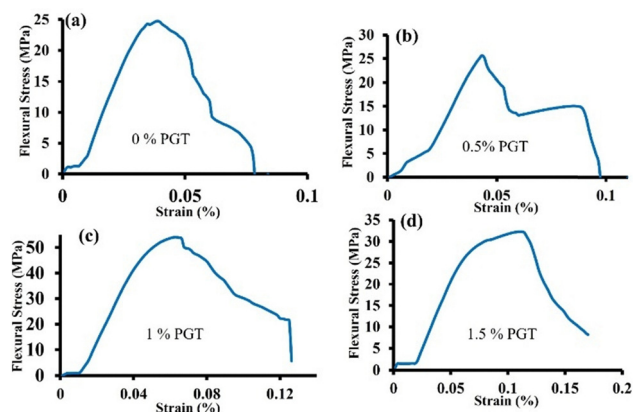 (a)
Flexural Stress (MPa)
25
20
15
10
5
0
0 % PGT
0
0.05
0.1
Strain (%)
(b)
Flexural Stress (MPa)
30
25
20
15
10
5
0
0.5% PGT
0
0.05
0.1
Strain (%)
(c)
Flexural Stress (MPa)
50
40
30
20
10
0
1 % PGT
0
0.04
0.08
0.12
Strain (%)
(d)
Flexural Stress (MPa)
35
30
25
20
15
10
5
0
1.5 % PGT
0
0.05
0.1
0.15
0.2
Strain (%)